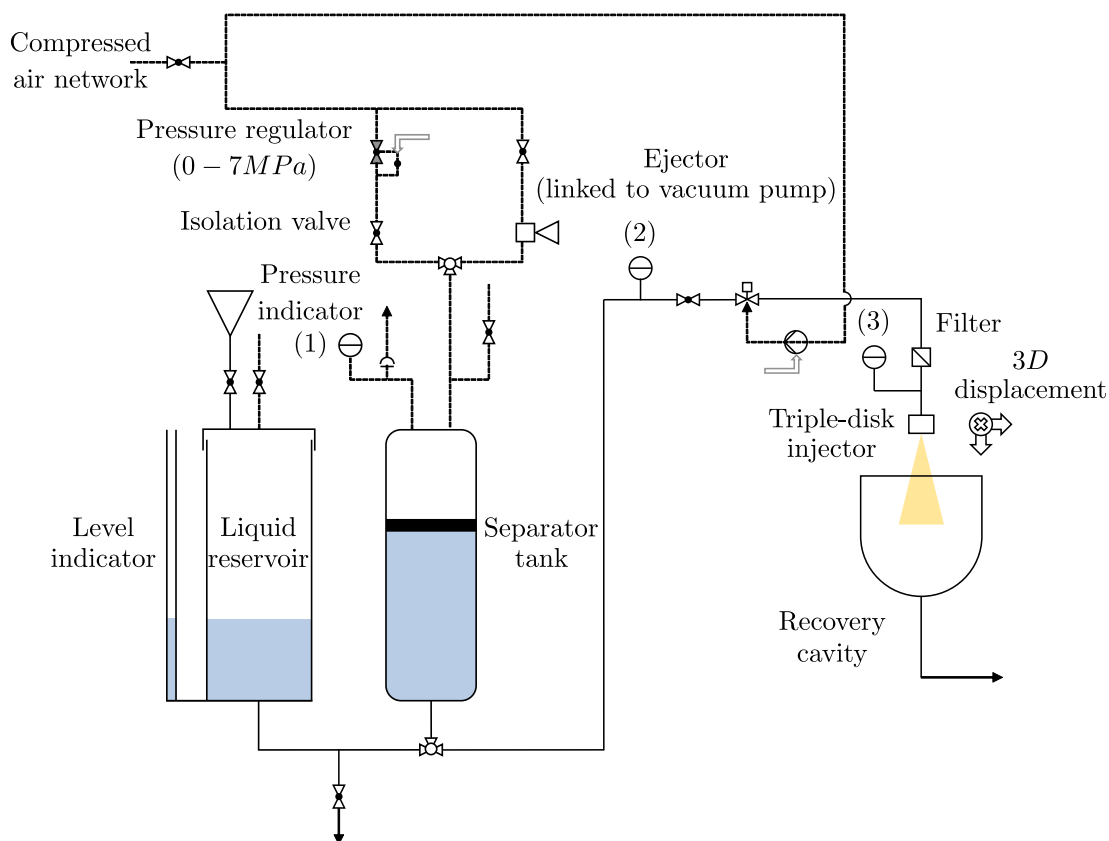 Compressed
air network
Pressure regulator
(0 − 7MPa)
Ejector
(linked to vacuum pump)
Isolation valve
(2)
Pressure
indicator
(1)
(3)
Filter
3D
displacement
Triple-disk
injector
Level
indicator
Liquid
reservoir
Separator
tank
Recovery
cavity